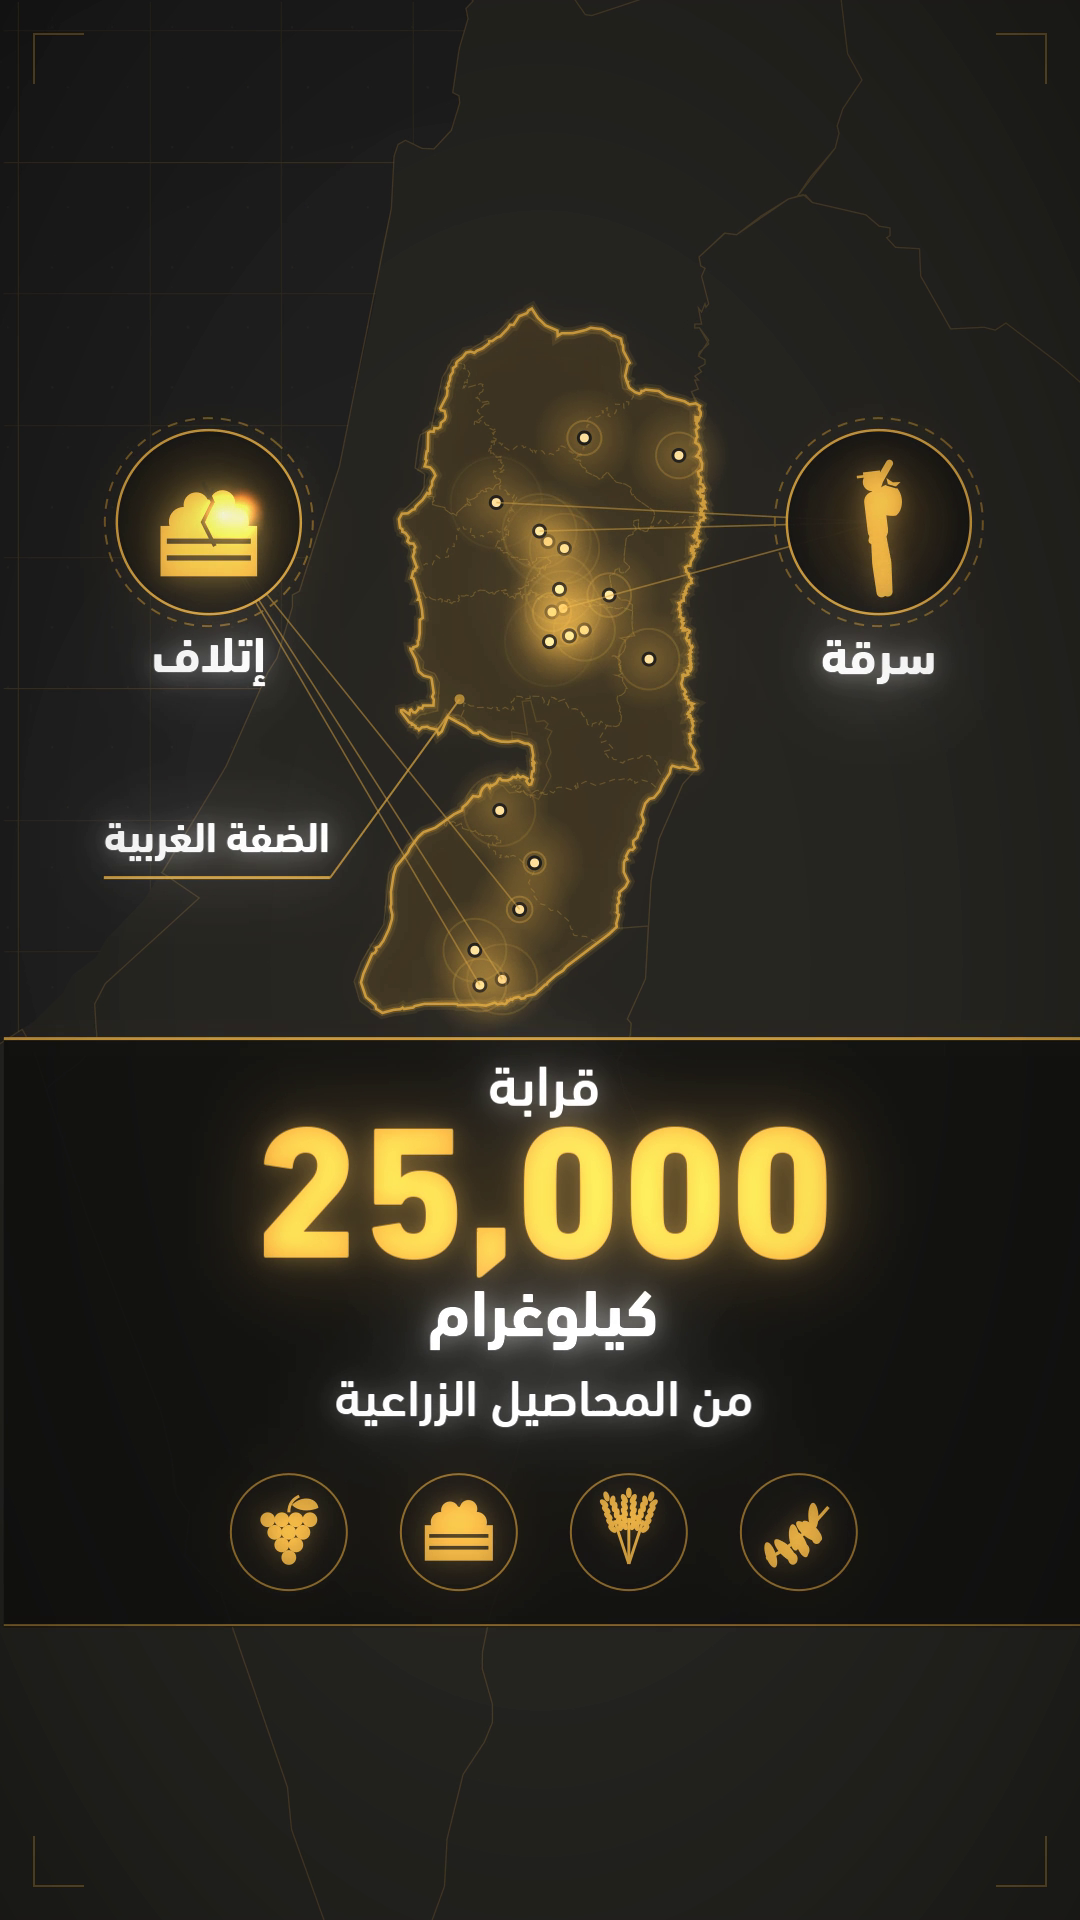 سرقة
إتلاف
الضفة الغربية
قرابة
25,000
كيلوغرام
من المحاصيل الزراعية